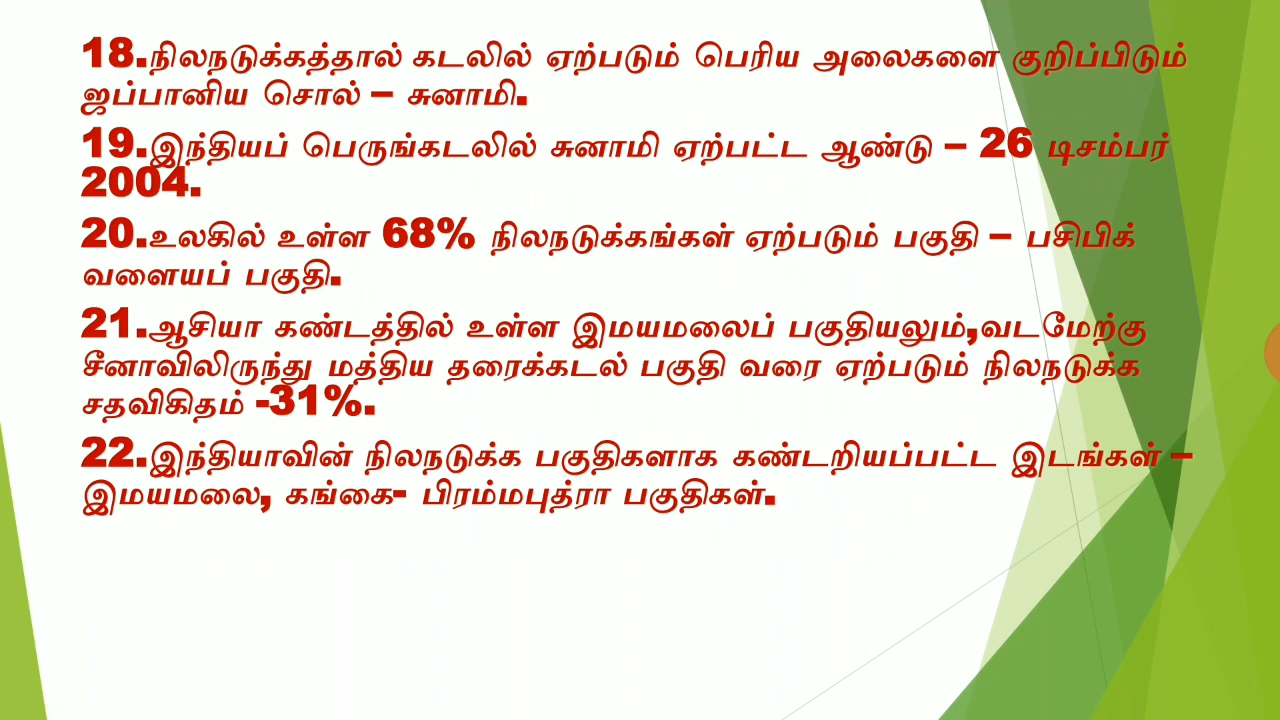 18.நிலநடுக்கத்தால் கடலில் ஏற்படும் பெரிய அலைகளை குறிப்பிடும்
ஜப்பானிய சொல் – சுனாமி.
19.இந்தியப் பெருங்கடலில் சுனாமி ஏற்பட்ட ஆண்டு – 26 டிசம்பர்
2004.
20.உலகில் உள்ள 68% நிலநடுக்கங்கள் ஏற்படும் பகுதி – பசிபிக்
வளையப் பகுதி.
21.ஆசியா கண்டத்தில் உள்ள இமயமலைப் பகுதியலும்,வடமேற்கு
சீனாவிலிருந்து மத்திய தரைக்கடல் பகுதி வரை ஏற்படும் நிலநடுக்க
சதவிகிதம் -31%.
22.இந்தியாவின் நிலநடுக்க பகுதிகளாக கண்டறியப்பட்ட இடங்கள் –
இமயமலை, கங்கை- பிரம்மபுத்ரா பகுதிகள்.